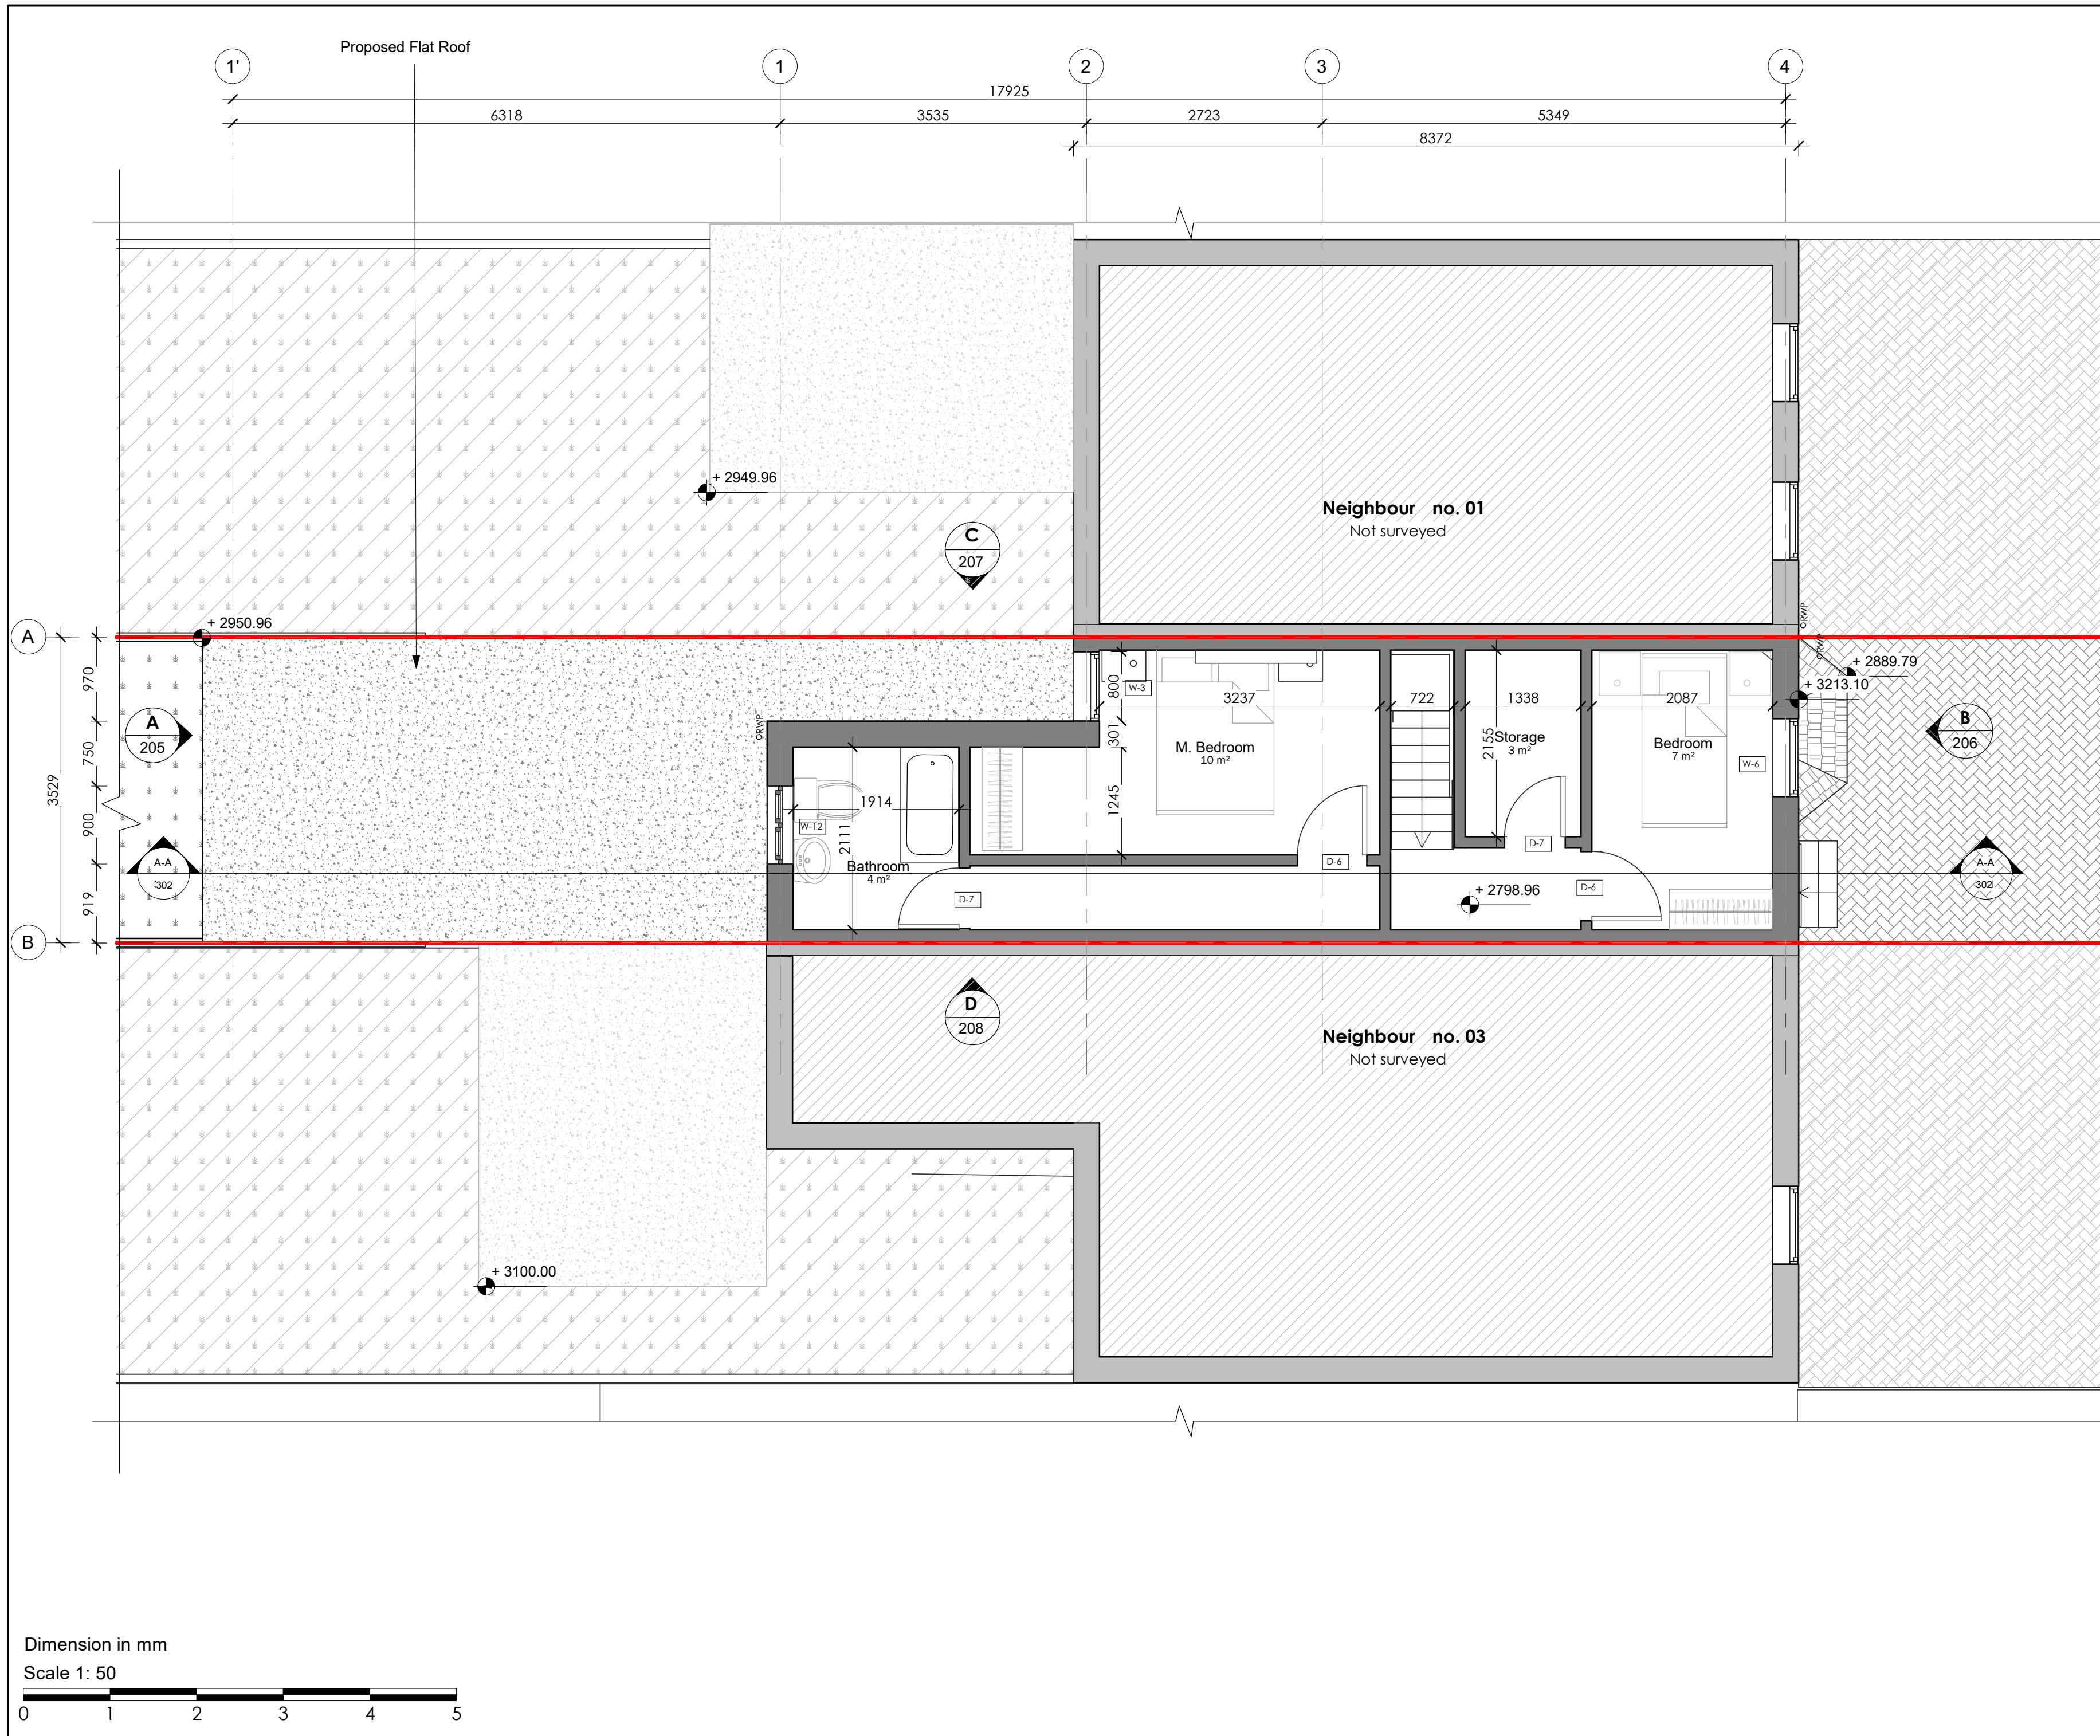 Proposed Flat Roof
1'
1
2
3
4
17925
6318
3535
2723
5349
8372
+ 2949.96
C
207
Neighbour no. 01
Not surveyed
RWP
A
+ 2950.96
RWP
+ 2889.79
+ 3213.10
970
800
W-3
3237
722
1338
2087
A
205
RWP
301
2155
Storage
3 m²
B
206
750
M. Bedroom
10 m²
Bedroom
7 m²
W-6
3529
1914
1245
900
W-12
2111
D-7
A-A
302
Bathroom
4 m²
D-6
A-A
302
D-6
919
D-7
+ 2798.96
B
D
208
Neighbour no. 03
Not surveyed
+ 3100.00
Dimension in mm
Scale 1: 50
0 1 2 3 4 5